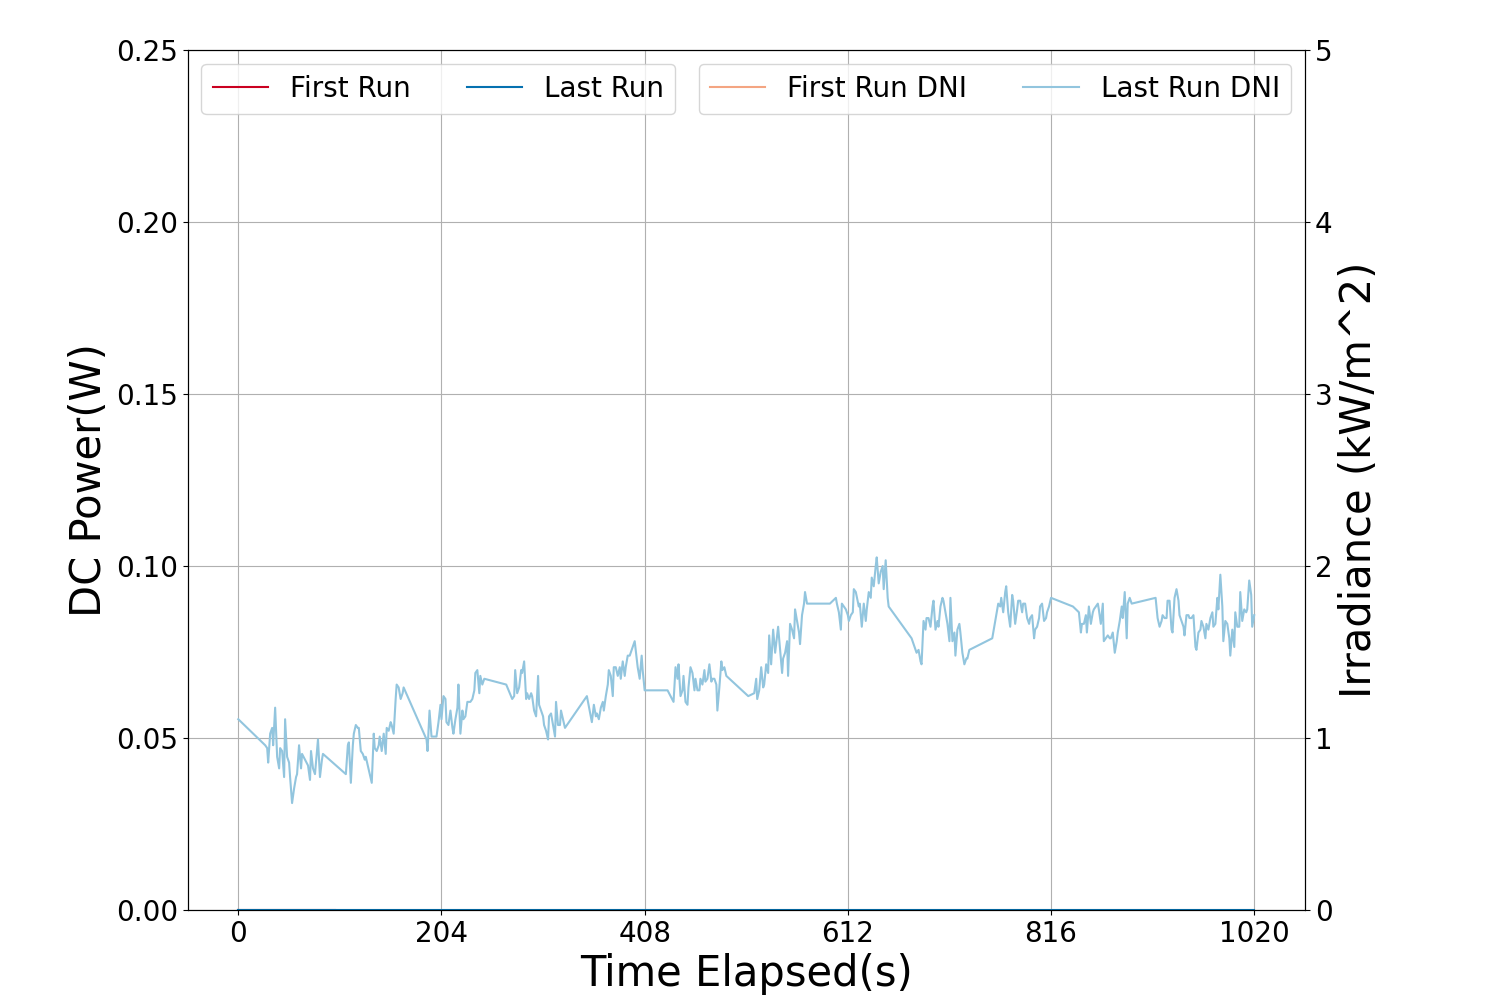 First Run
Last Run
First Run DNI
Last Run DNI
DC Power(W)
0.25
0.20
0.15
0.10
0.05
0.00
5
4
3
2
1
0
Irradiance (kW/m^2)
0
204
408
612
816
1020
Time Elapsed(s)